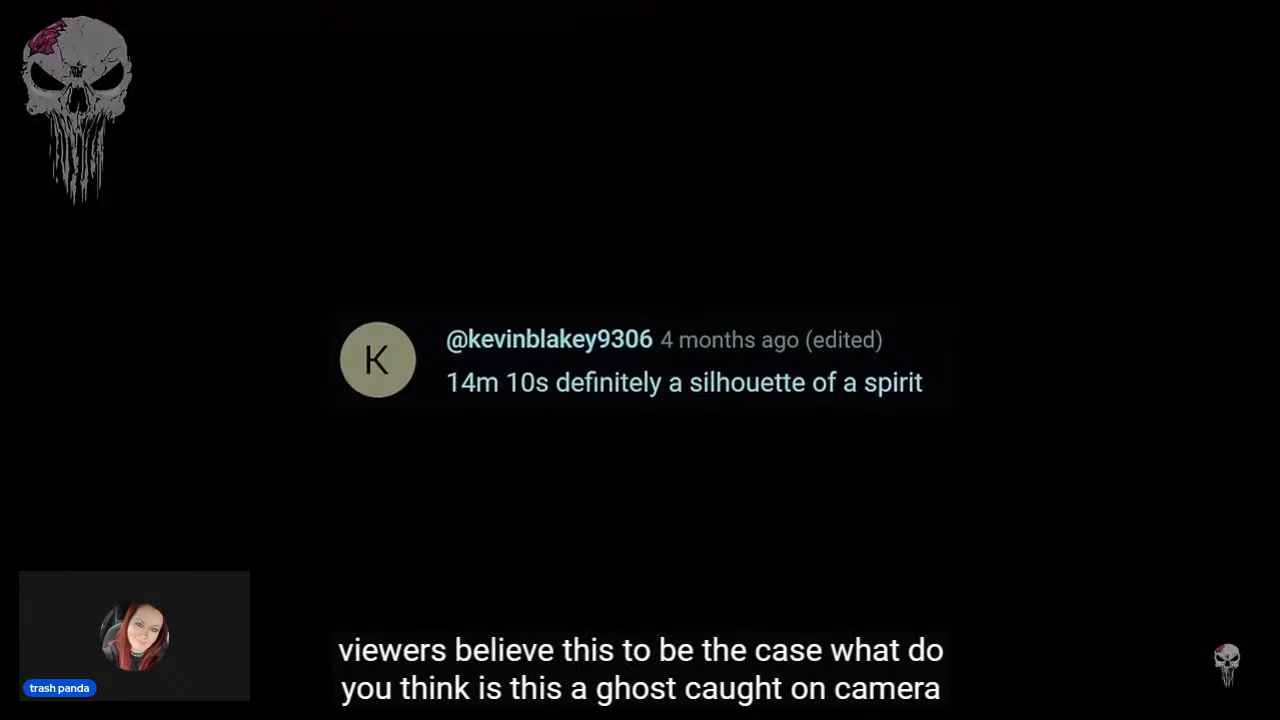 K
@kevinblakey9306 4 months ago (edited)
14m 10s definitely a silhouette of a spirit
viewers believe this to be the case what do
you think is this a ghost caught on camera
trash panda